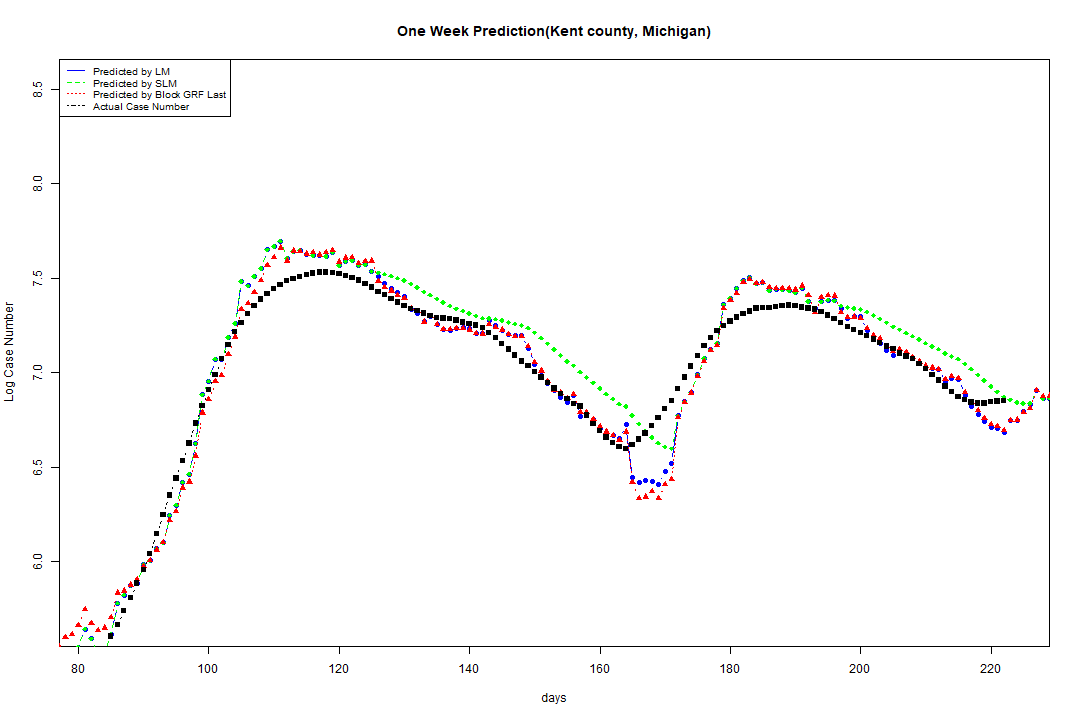 One Week Prediction(Kent county, Michigan)
Predicted by LM
Predicted by SLM
Predicted by Block GRF Last
Actual Case Number
8.5
8.0
7.5
7.0
6.5
6.0
Log Case Number
80 100 120 140 160 180 200 220
days